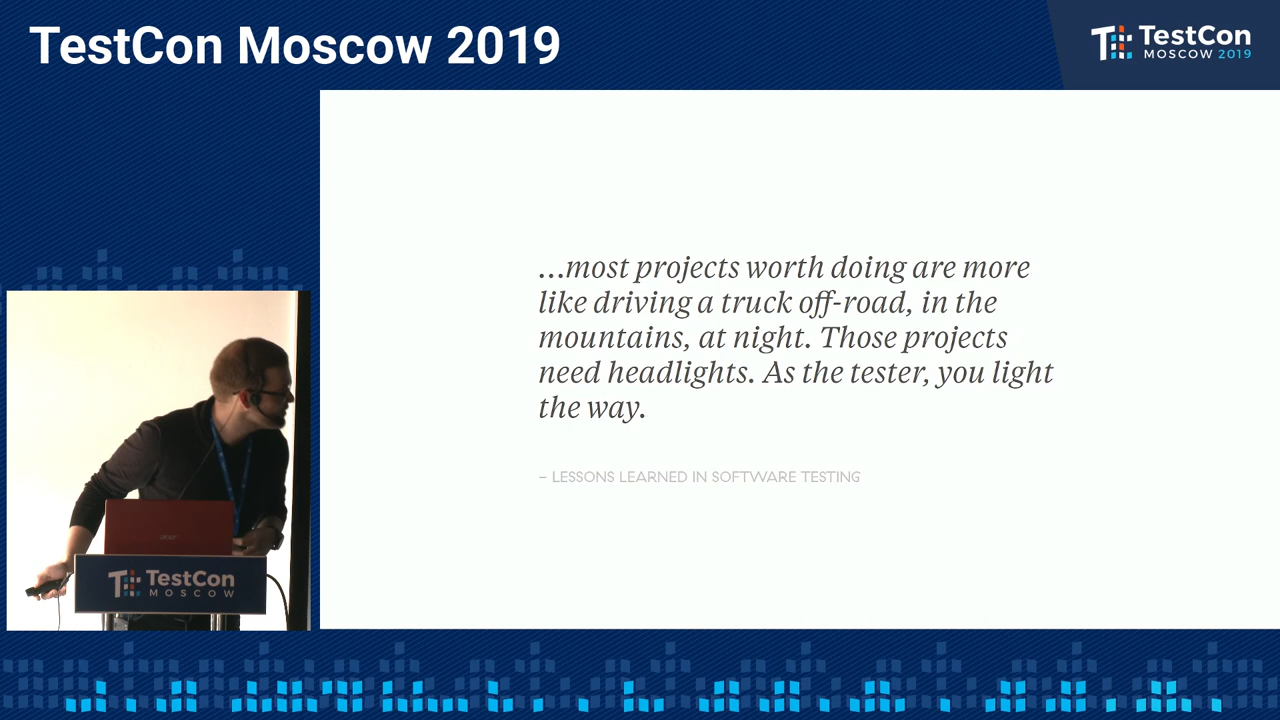 TestCon Moscow 2019
TestCon
MOSCOW 2019
...most projects worth doing are more
like driving a truck off-road, in the
mountains, at night. Those projects
need headlights. As the tester, you light
the way.
– LESSONS LEARNED IN SOFTWARE TESTING
acer
TestCon
MOSCOW